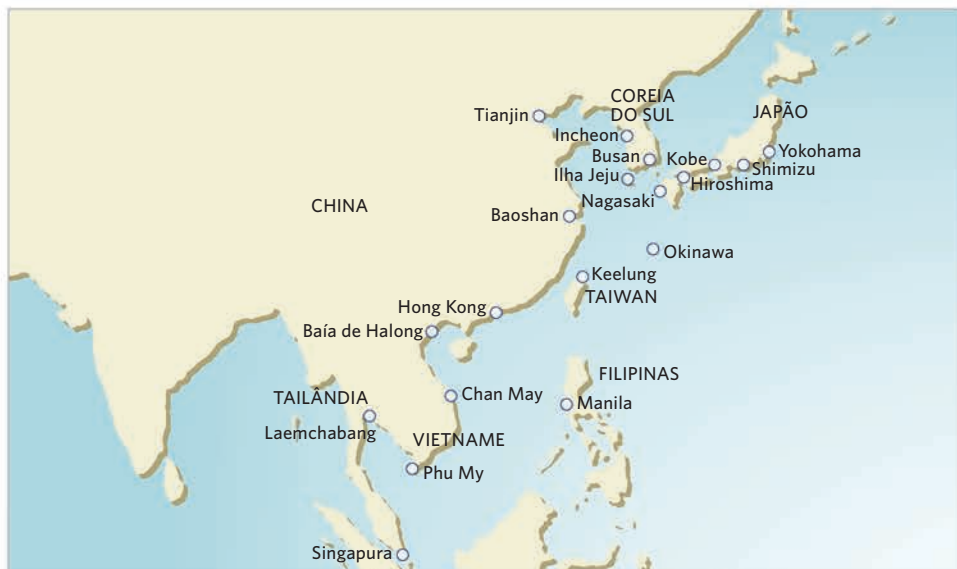 COREIA
DO SUL
JAPÃO
Tianjin
Incheon
Busan
Kobe
Yokohama
Shimizu
Ilha Jeju
Hiroshima
Nagasaki
CHINA
Baoshan
Okinawa
Keelung
TAIWAN
Hong Kong
Baía de Halong
FILIPINAS
TAILÂNDIA
Chan May
Manila
Laemchabang
VIETNAME
Phu My
Singapura